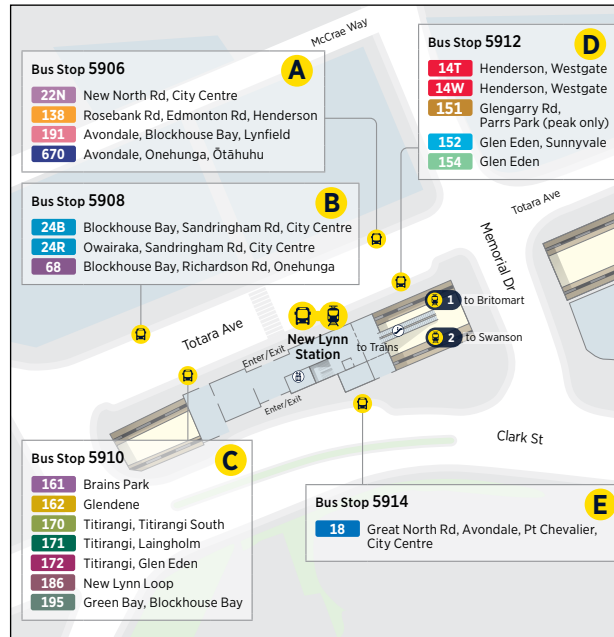 McCrae Way
Bus Stop 5906
A
22N New North Rd, City Centre
138 Rosebank Rd, Edmonton Rd, Henderson
191 Avondale, Blockhouse Bay, Lynfield
670 Avondale, Onehunga, Ōtāhuhu
Bus Stop 5912
D
14T Henderson, Westgate
14W Henderson, Westgate
151 Glengarry Rd,
Parrs Park (peak only)
152 Glen Eden, Sunnyvale
154 Glen Eden
Bus Stop 5908
B
24B Blockhouse Bay, Sandringham Rd, City Centre
24R Owairaka, Sandringham Rd, City Centre
68 Blockhouse Bay, Richardson Rd, Onehunga
Totara Ave
Memorial Dr
1 to Britomart
2 to Swanson
Totara Ave
New Lynn
Station
to Trains
Enter/Exit
Enter/Exit
Clark St
Bus Stop 5910
C
161 Brains Park
162 Glendene
170 Titirangi, Titirangi South
171 Titirangi, Laingholm
172 Titirangi, Glen Eden
186 New Lynn Loop
195 Green Bay, Blockhouse Bay
Bus Stop 5914
E
18 Great North Rd, Avondale, Pt Chevalier,
City Centre